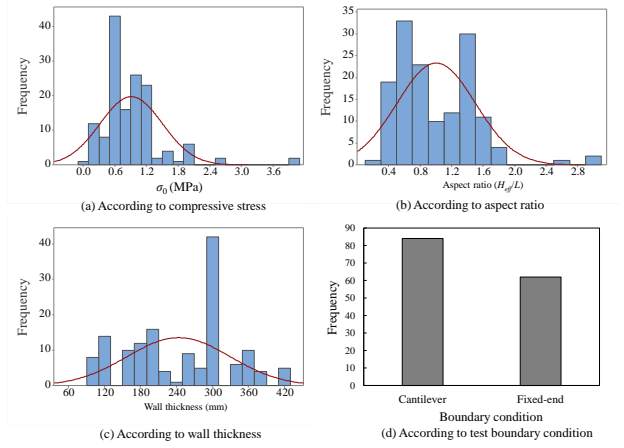 Frequency
40
30
20
10
0
0.0 0.6 1.2 1.8 2.4 3.0 3.6
σ0 (MPa)
(a) According to compressive stress
Frequency
35
30
25
20
15
10
5
0
0.4 0.8 1.2 1.6 2.0 2.4 2.8
Aspect ratio (Heff/L)
(b) According to aspect ratio
Frequency
40
30
20
10
0
60 120 180 240 300 360 420
Wall thickness (mm)
(c) According to wall thickness
Frequency
90
80
70
60
50
40
30
20
10
0
Cantilever Fixed-end
Boundary condition
(d) According to test boundary condition